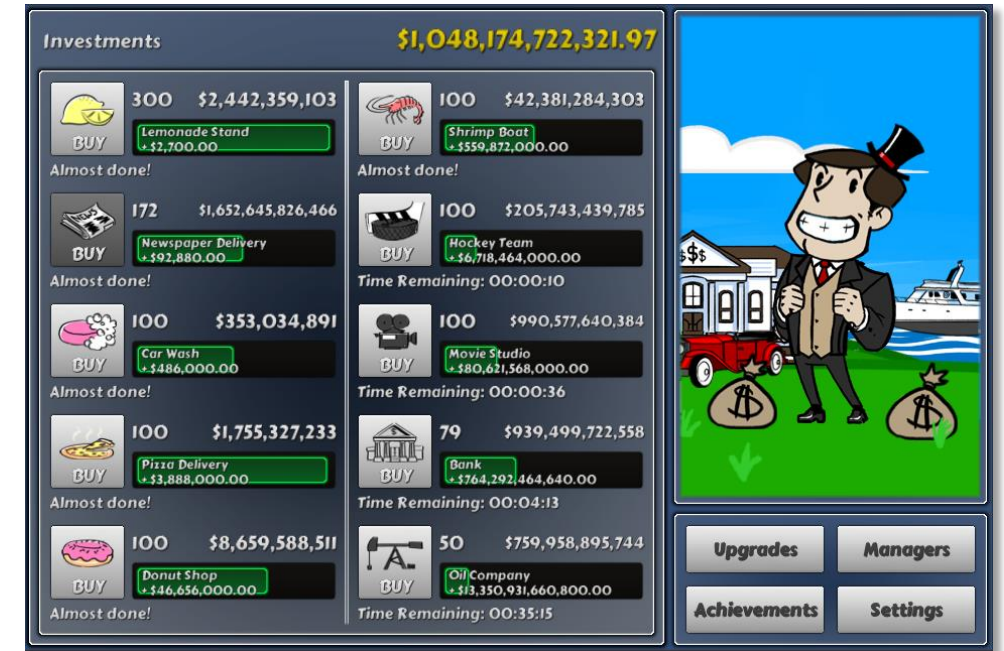 Investments
$1,048,174,722,321.97
300 $2,442,359,103
BUY
Lemonade Stand
+ $2,700.00
Almost done!
172 $1,652,645,826,466
NEWS
BUY
Newspaper Delivery
+ $92,880.00
Almost done!
100 $353,034,891
BUY
Car Wash
+ $486,000.00
Almost done!
100 $1,755,327,233
BUY
Pizza Delivery
+ $3,888,000.00
Almost done!
100 $8,659,588,511
BUY
Donut Shop
+ $46,656,000.00
Almost done!
100 $42,381,284,303
BUY
Shrimp Boat
+ $559,872,000.00
Almost done!
100 $205,743,439,785
BUY
Hockey Team
+ $6,718,464,000.00
Time Remaining: 00:00:10
100 $990,577,640,384
BUY
Movie Studio
+ $80,621,568,000.00
Time Remaining: 00:00:36
79 $939,499,722,558
BUY
Bank
+ $764,292,464,640.00
Time Remaining: 00:04:13
50 $759,958,895,744
BUY
Oil Company
+ $13,350,931,660,800.00
Time Remaining: 00:35:15
$$$
$
$
Upgrades
Managers
Achievements
Settings